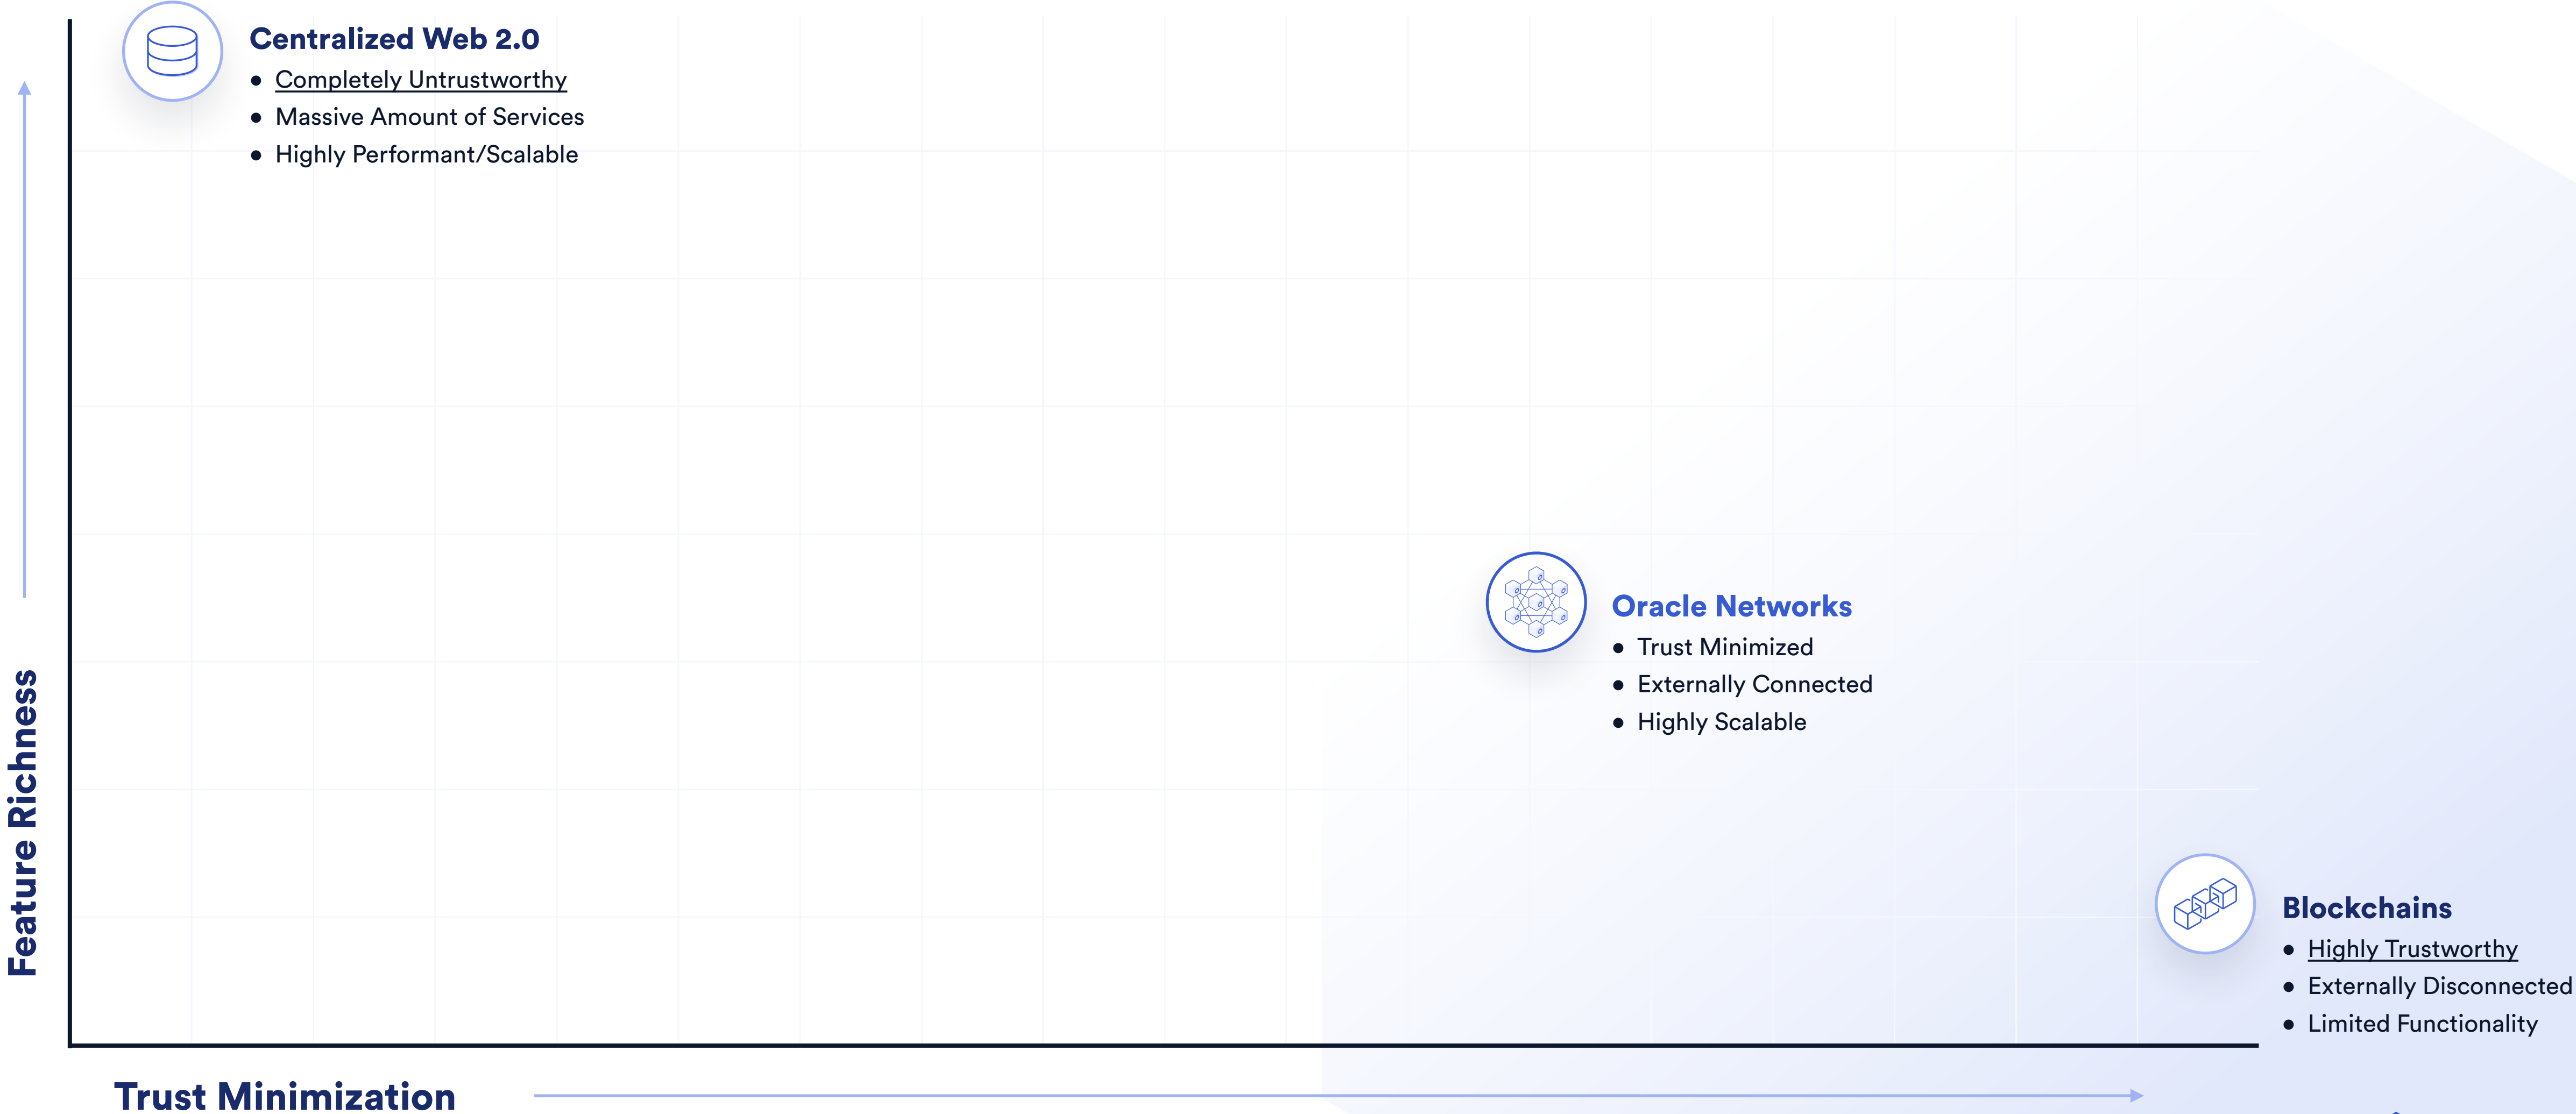 Centralized Web 2.0
• Completely Untrustworthy
• Massive Amount of Services
• Highly Performant/Scalable
Feature Richness
Oracle Networks
• Trust Minimized
• Externally Connected
• Highly Scalable
Blockchains
• Highly Trustworthy
• Externally Disconnected
• Limited Functionality
Trust Minimization